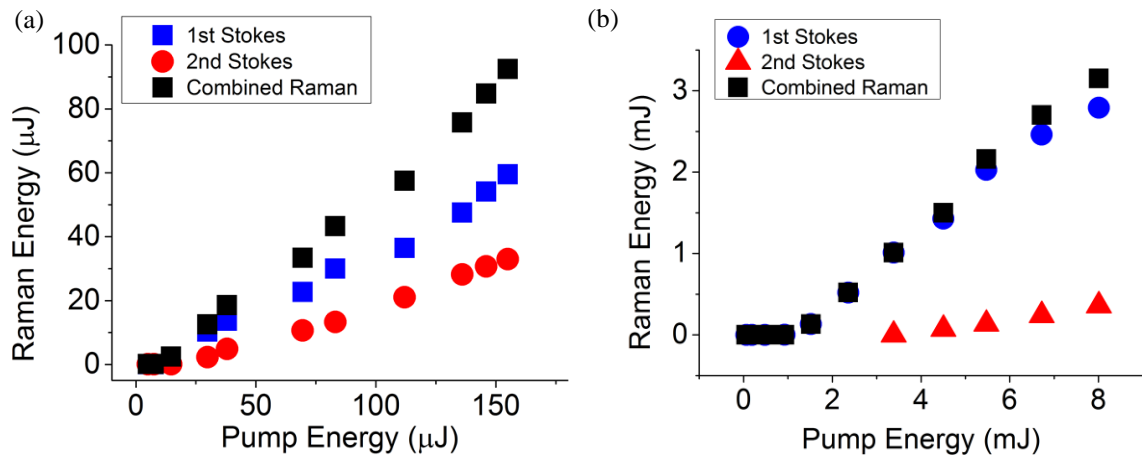 (a)
1st Stokes
2nd Stokes
Combined Raman
100
80
60
40
20
0
Raman Energy (μJ)
0 50 100 150
Pump Energy (μJ)
(b)
1st Stokes
2nd Stokes
Combined Raman
3
2
1
0
Raman Energy (mJ)
0 2 4 6 8
Pump Energy (mJ)